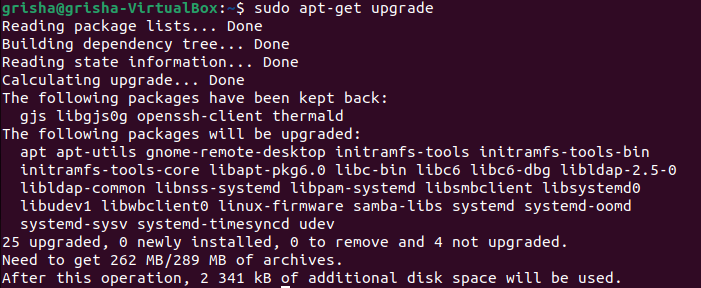 grisha@grisha-VirtualBox:~$ sudo apt-get upgrade
Reading package lists... Done
Building dependency tree... Done
Reading state information... Done
Calculating upgrade... Done
The following packages have been kept back:
  gjs libgjs0g openssh-client thermald
The following packages will be upgraded:
  apt apt-utils gnome-remote-desktop initramfs-tools initramfs-tools-bin
  initramfs-tools-core libapt-pkg6.0 libc-bin libc6 libc6-dbg libldap-2.5-0
  libldap-common libnss-systemd libpam-systemd libsmbclient libsystemd0
  libudev1 libwbclient0 linux-firmware samba-libs systemd systemd-oomd
  systemd-sysv systemd-timesyncd udev
25 upgraded, 0 newly installed, 0 to remove and 4 not upgraded.
Need to get 262 MB/289 MB of archives.
After this operation, 2 341 kB of additional disk space will be used.